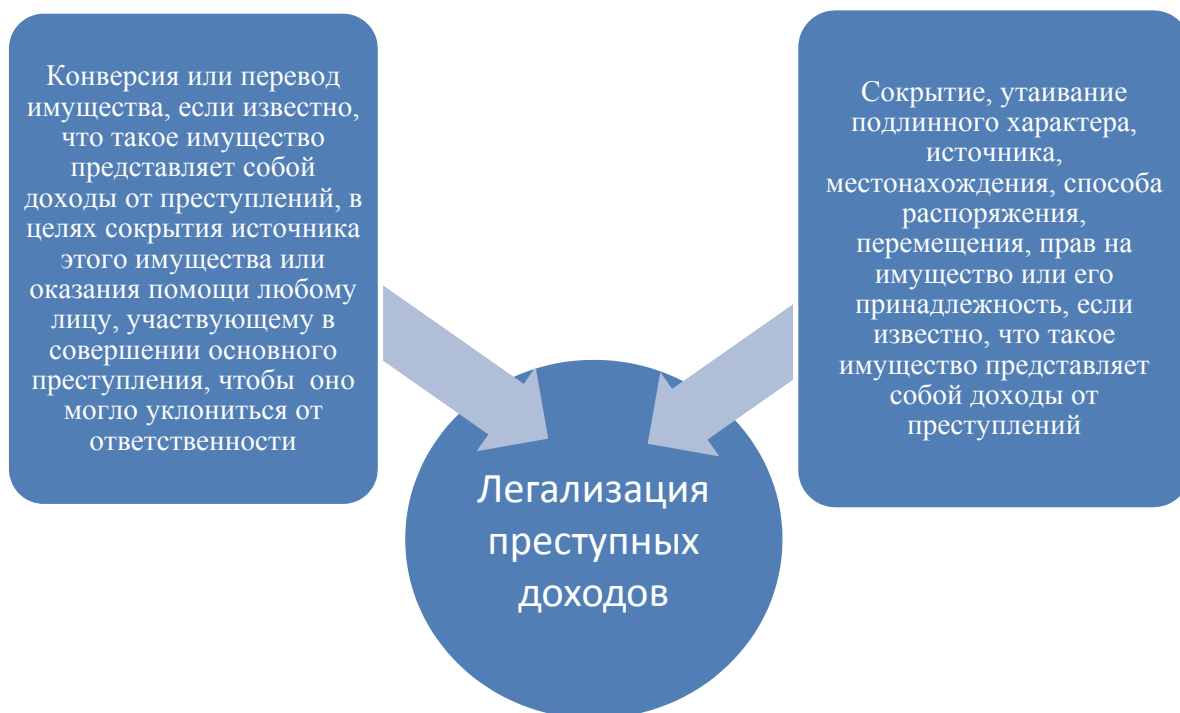 Конверсия или перевод
имущества, если известно,
что такое имущество
представляет собой
доходы от преступлений, в
целях сокрытия источника
этого имущества или
оказания помощи любому
лицу, участвующему в
совершении основного
преступления, чтобы оно
могло уклониться от
ответственности
Сокрытие, утаивание
подлинного характера,
источника,
местонахождения, способа
распоряжения,
перемещения, прав на
имущество или его
принадлежность, если
известно, что такое
имущество представляет
собой доходы от
преступлений
Легализация
преступных
доходов